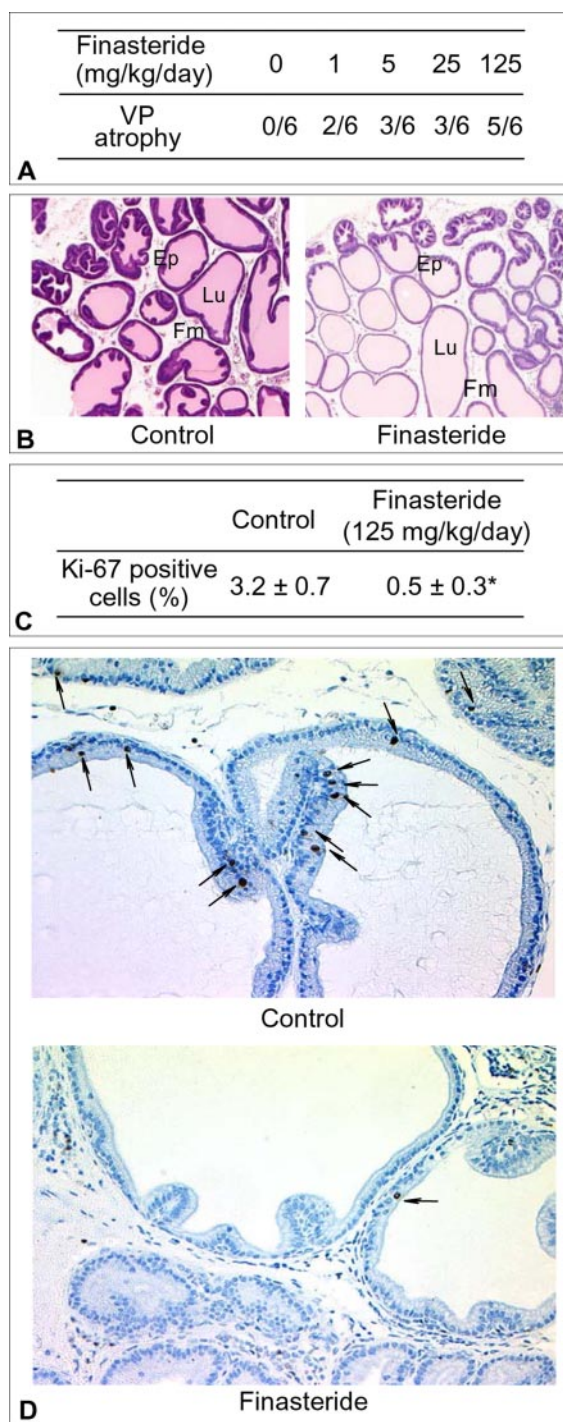 Finasteride
(mg/kg/day) 0 1 5 25 125
VP
atrophy 0/6 2/6 3/6 3/6 5/6
A
Ep
Lu
Fm
Ep
Lu
Fm
B
Control Finasteride
Control Finasteride
(125 mg/kg/day)
Ki-67 positive
cells (%) 3.2 ± 0.7 0.5 ± 0.3*
C
Control
D
Finasteride